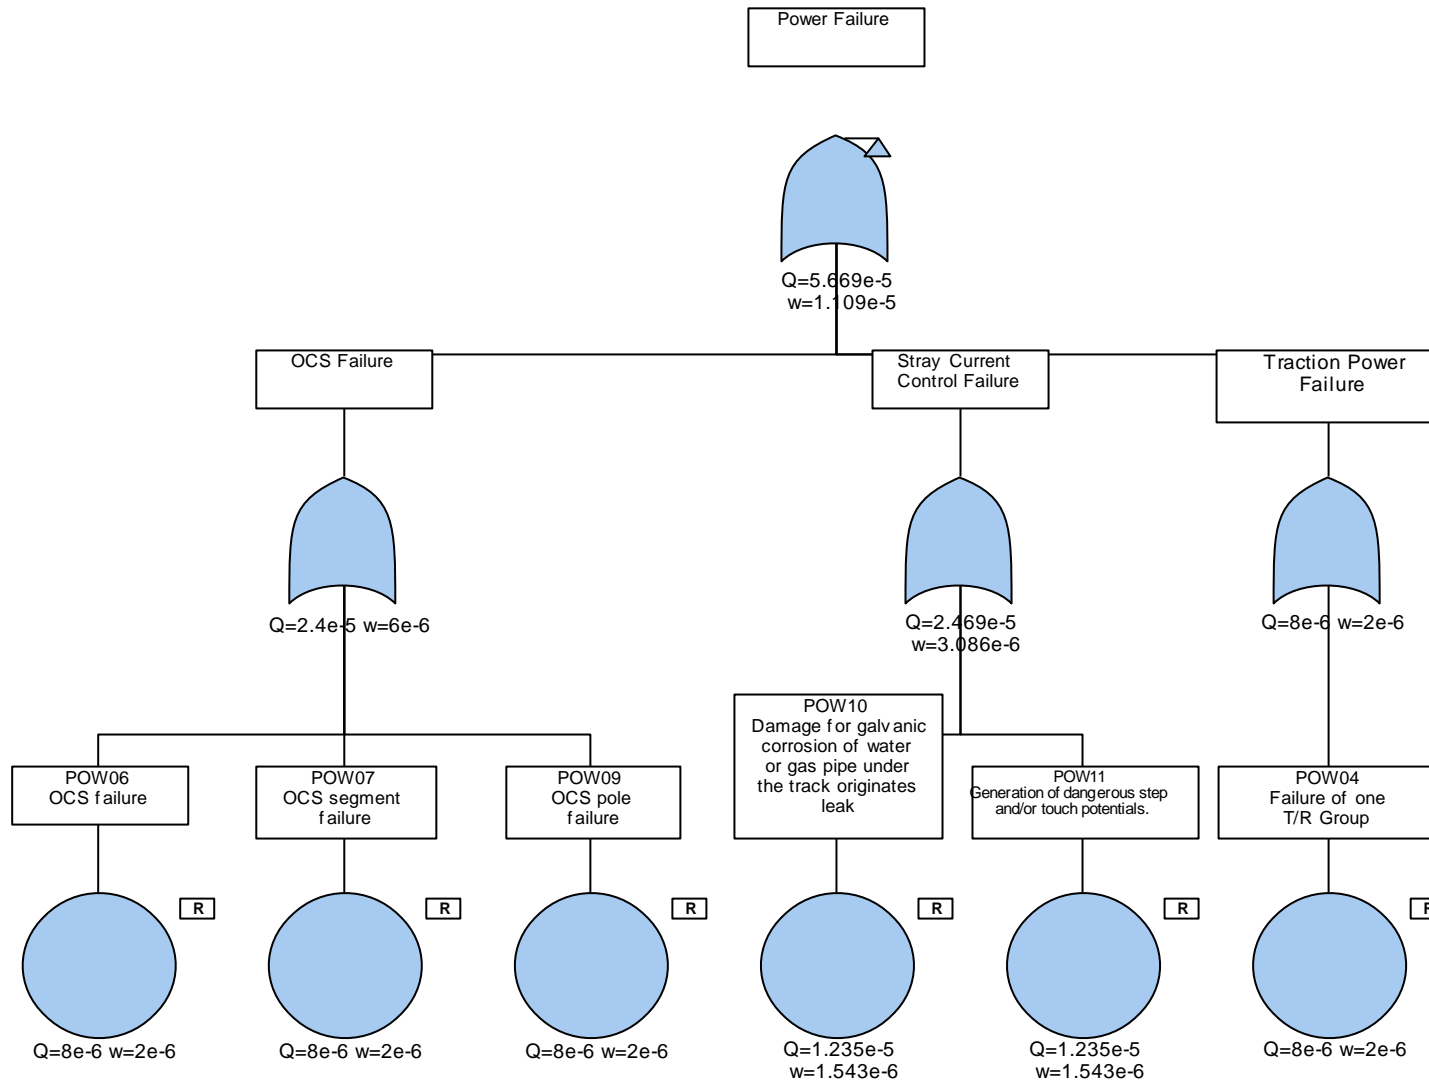 Power Failure
Q=5.669e-5
w=1.109e-5
OCS Failure
Stray Current
Control Failure
Traction Power
Failure
Q=2.4e-5 w=6e-6
Q=2.469e-5
w=3.086e-6
Q=8e-6 w=2e-6
POW06
OCS failure
POW07
OCS segment
failure
POW09
OCS pole
failure
POW10
Damage for galvanic
corrosion of water
or gas pipe under
the track originates
leak
POW11
Generation of dangerous step
and/or touch potentials.
POW04
Failure of one
T/R Group
R
R
R
R
R
Q=8e-6 w=2e-6
Q=8e-6 w=2e-6
Q=8e-6 w=2e-6
Q=1.235e-5
w=1.543e-6
Q=1.235e-5
w=1.543e-6
Q=8e-6 w=2e-6